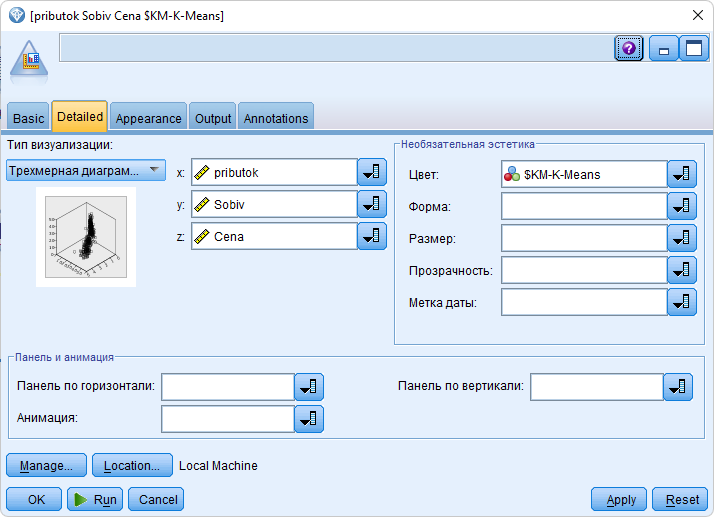 [pributok Sobiv Cena $KM-K-Means]
Basic Detailed Appearance Output Annotations
Тип визуализации:
Трехмерная диаграм...
x: pributok
y: Sobiv
z: Cena
Необязательная эстетика
Цвет: $KM-K-Means
Форма:
Размер:
Прозрачность:
Метка даты:
Панель и анимация
Панель по горизонтали:
Панель по вертикали:
Анимация:
Manage... Location... Local Machine
OK Run Cancel Apply Reset